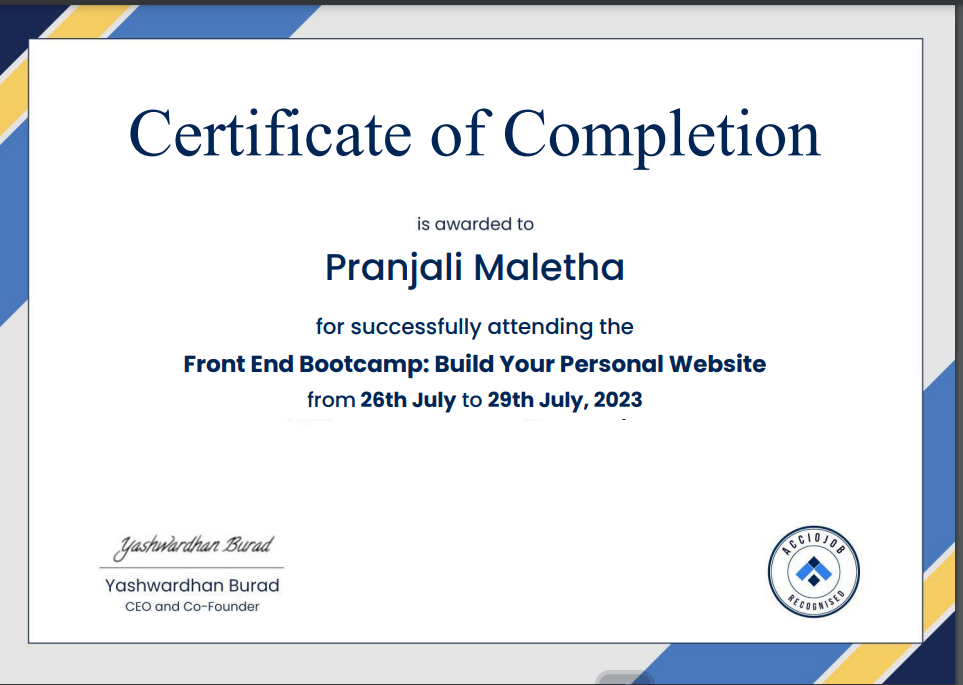 Certificate of Completion
is awarded to
Pranjali Maletha
for successfully attending the
Front End Bootcamp: Build Your Personal Website
from 26th July to 29th July, 2023
Yashwardhan Burad
Yashwardhan Burad
CEO and Co-Founder
ACCIOJOB
RECOGNISED